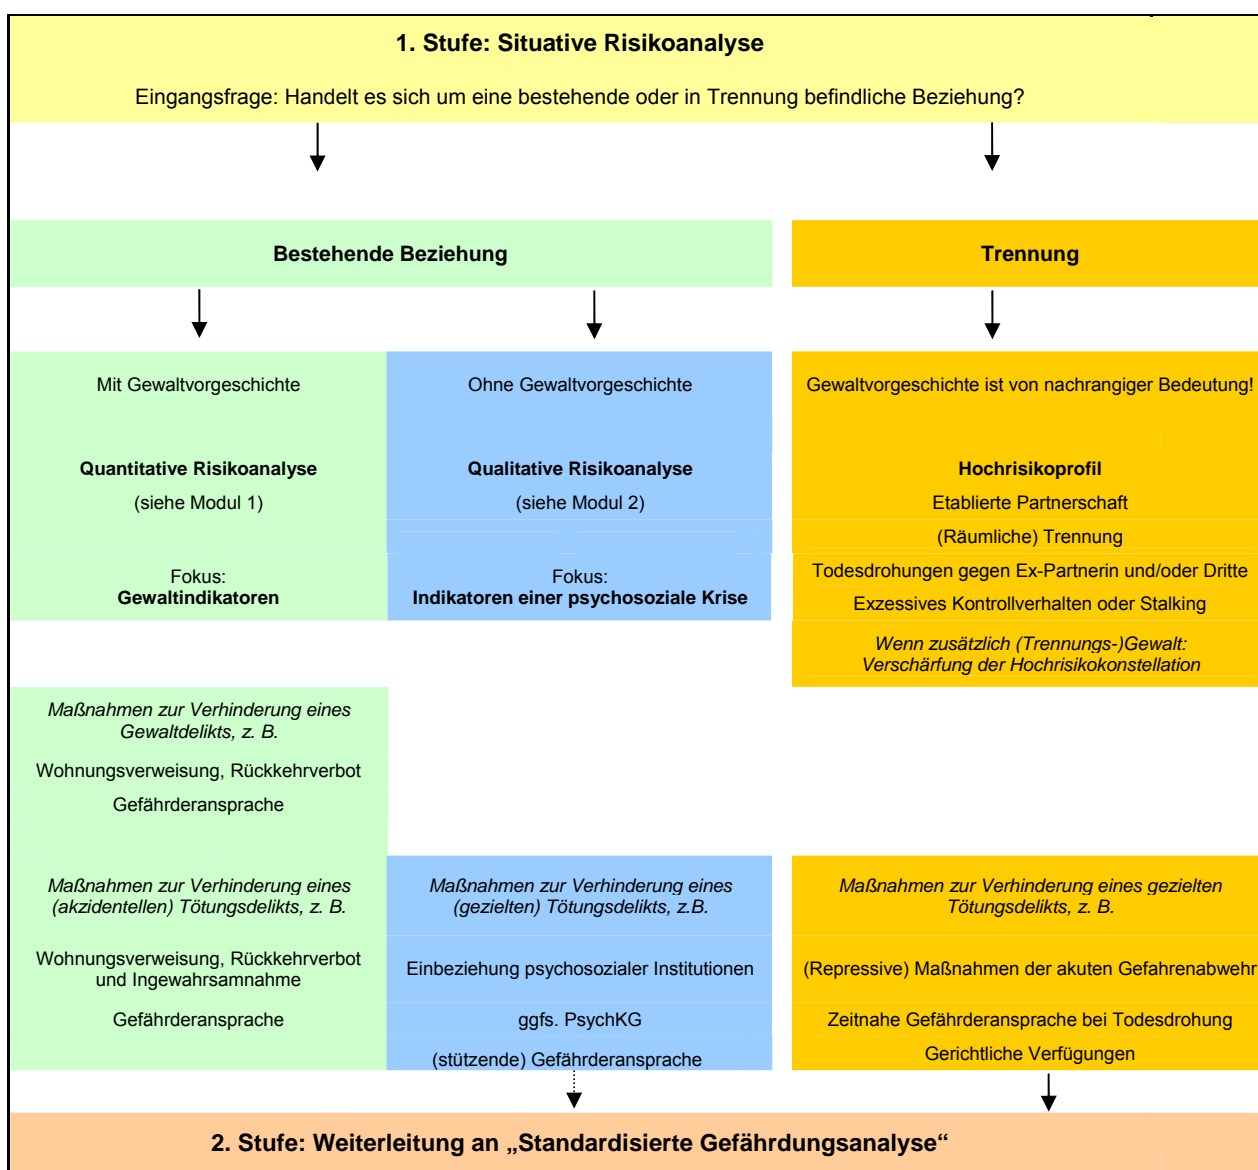 1. Stufe: Situative Risikoanalyse
Eingangsfrage: Handelt es sich um eine bestehende oder in Trennung befindliche Beziehung?
Bestehende Beziehung
Trennung
Mit Gewaltvorgeschichte
Quantitative Risikoanalyse
(siehe Modul 1)
Fokus:
Gewaltindikatoren
Maßnahmen zur Verhinderung eines
Gewaltdelikts, z. B.
Wohnungsverweisung, Rückkehrverbot
Gefährderansprache
Maßnahmen zur Verhinderung eines
(akzidentellen) Tötungsdelikts, z. B.
Wohnungsverweisung, Rückkehrverbot
und Ingewahrsamnahme
Gefährderansprache
Ohne Gewaltvorgeschichte
Qualitative Risikoanalyse
(siehe Modul 2)
Fokus:
Indikatoren einer psychosoziale Krise
Maßnahmen zur Verhinderung eines
(gezielten) Tötungsdelikts, z.B.
Einbeziehung psychosozialer Institutionen
ggfs. PsychKG
(stützende) Gefährderansprache
Gewaltvorgeschichte ist von nachrangiger Bedeutung!
Hochrisikoprofil
Etablierte Partnerschaft
(Räumliche) Trennung
Todesdrohungen gegen Ex-Partnerin und/oder Dritte
Exzessives Kontrollverhalten oder Stalking
Wenn zusätzlich (Trennungs-)Gewalt:
Verschärfung der Hochrisikokonstellation
Maßnahmen zur Verhinderung eines gezielten
Tötungsdelikts, z. B.
(Repressive) Maßnahmen der akuten Gefahrenabwehr
Zeitnahe Gefährderansprache bei Todesdrohung
Gerichtliche Verfügungen
2. Stufe: Weiterleitung an „Standardisierte Gefährdungsanalyse“